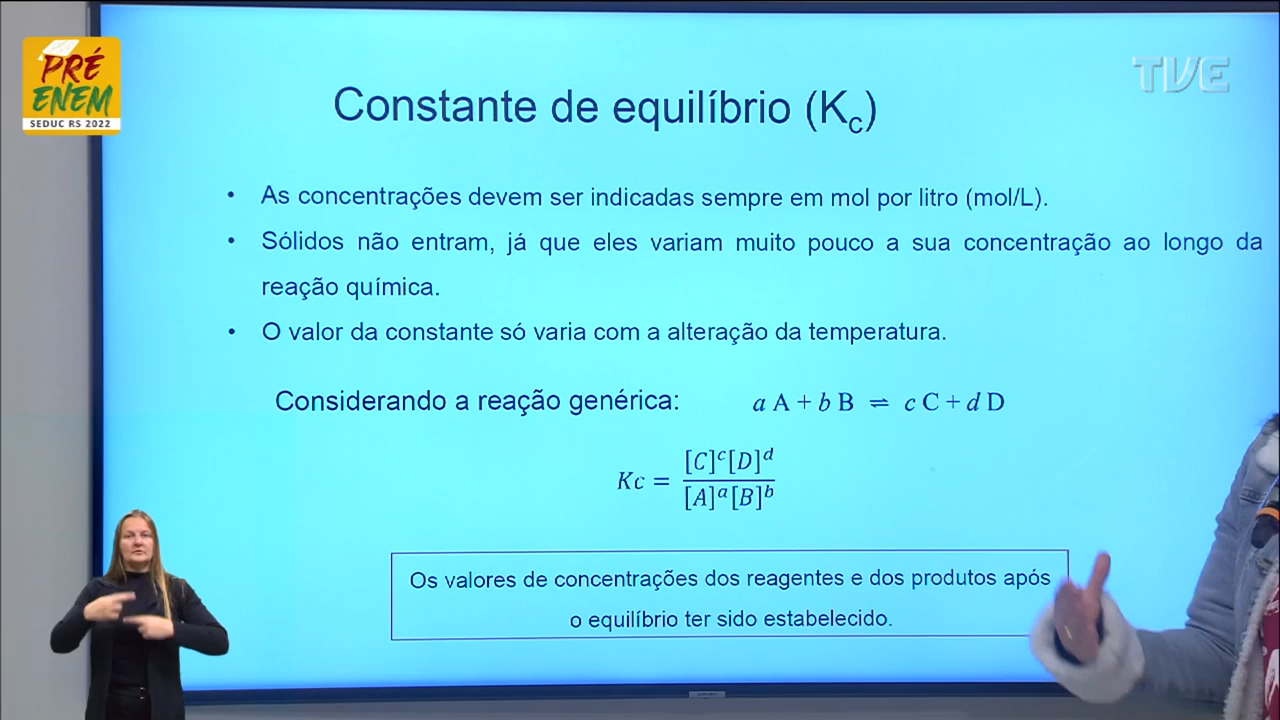 PRÉ
ENEM
SEDUC RS 2022
TVE
Constante de equilíbrio (Kc)
• As concentrações devem ser indicadas sempre em mol por litro (mol/L).
• Sólidos não entram, já que eles variam muito pouco a sua concentração ao longo da
reação química.
• O valor da constante só varia com a alteração da temperatura.
Considerando a reação genérica: a A + b B ⇌ c C + d D
Kc = [C]^c[D]^d / [A]^a[B]^b
Os valores de concentrações dos reagentes e dos produtos após
o equilíbrio ter sido estabelecido.